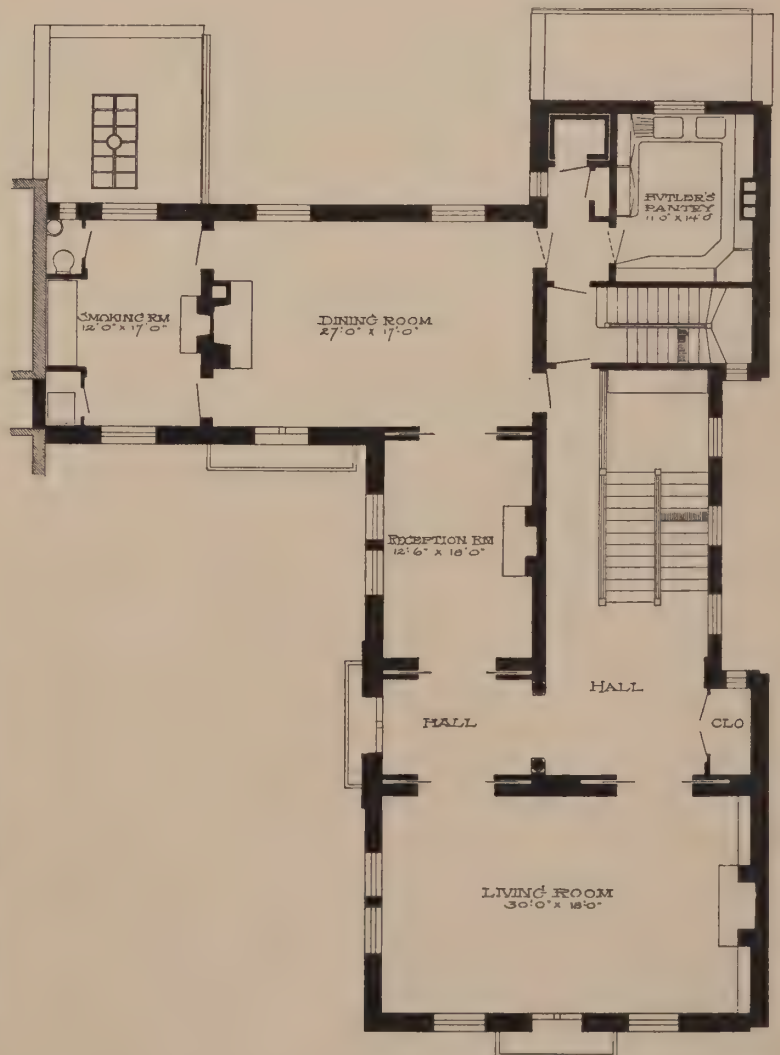 BUTLER'S
PANTRY
11'0" X 14'0"
SMOKING RM
12'0" X 17'0"
DINING ROOM
27'0" X 17'0"
RECEPTION RM
12'6" X 18'0"
HALL
HALL
CLO
LIVING ROOM
30'0" X 18'0"